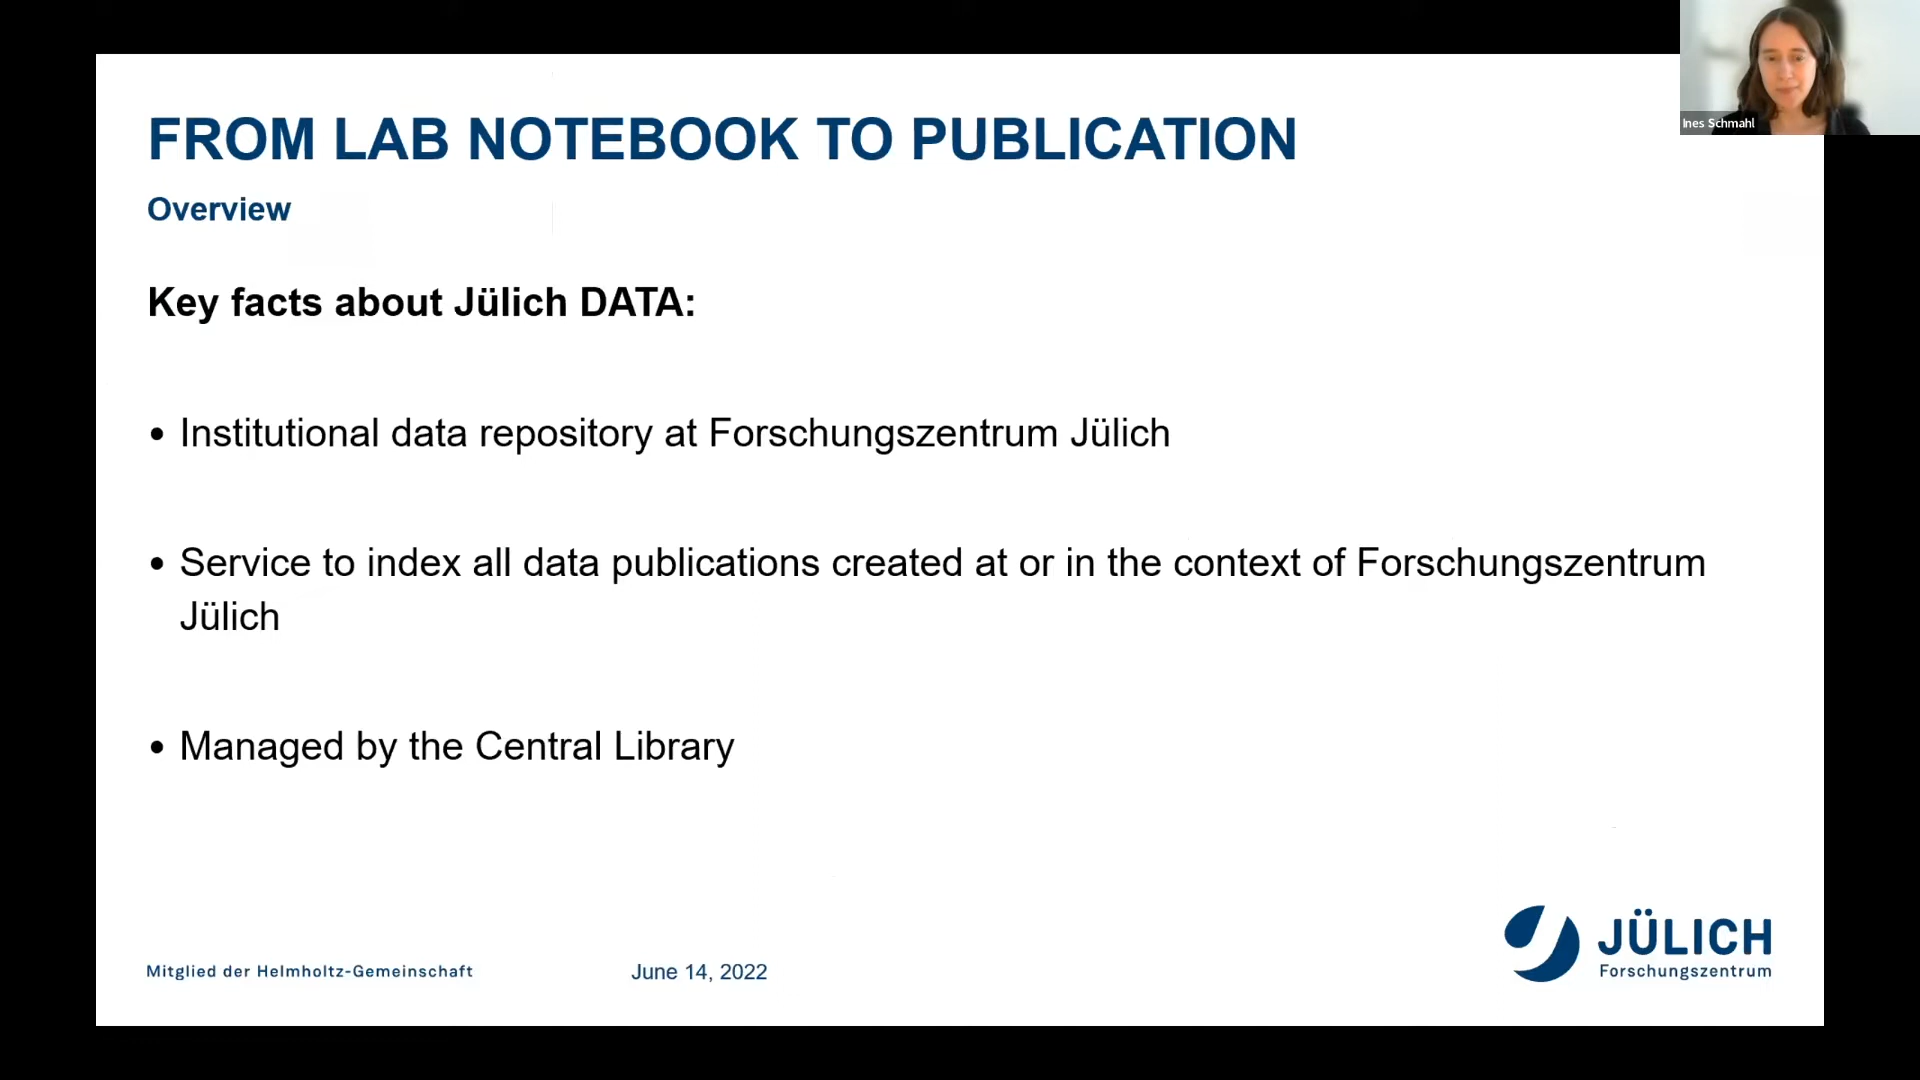 Ines Schmahl
FROM LAB NOTEBOOK TO PUBLICATION
Overview
Key facts about Jülich DATA:
• Institutional data repository at Forschungszentrum Jülich
• Service to index all data publications created at or in the context of Forschungszentrum
Jülich
• Managed by the Central Library
Mitglied der Helmholtz-Gemeinschaft
June 14, 2022
JÜLICH
Forschungszentrum